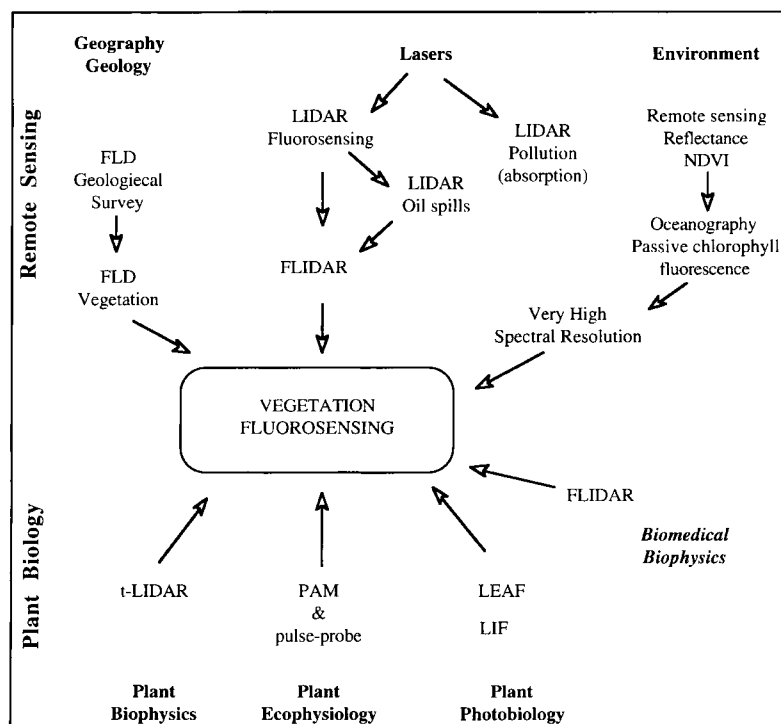 Remote Sensing
Plant Biology
Geography
Geology
Lasers
Environment
LIDAR
Fluorosensing
LIDAR
Pollution
(absorption)
Remote sensing
Reflectance
NDVI
FLD
Geologiecal
Survey
LIDAR
Oil spills
Oceanography
Passive chlorophyll
fluorescence
FLD
Vegetation
FLIDAR
Very High
Spectral Resolution
VEGETATION
FLUOROSENSING
FLIDAR
Biomedical
Biophysics
t-LIDAR
PAM
&
pulse-probe
LEAF
LIF
Plant
Biophysics
Plant
Ecophysiology
Plant
Photobiology